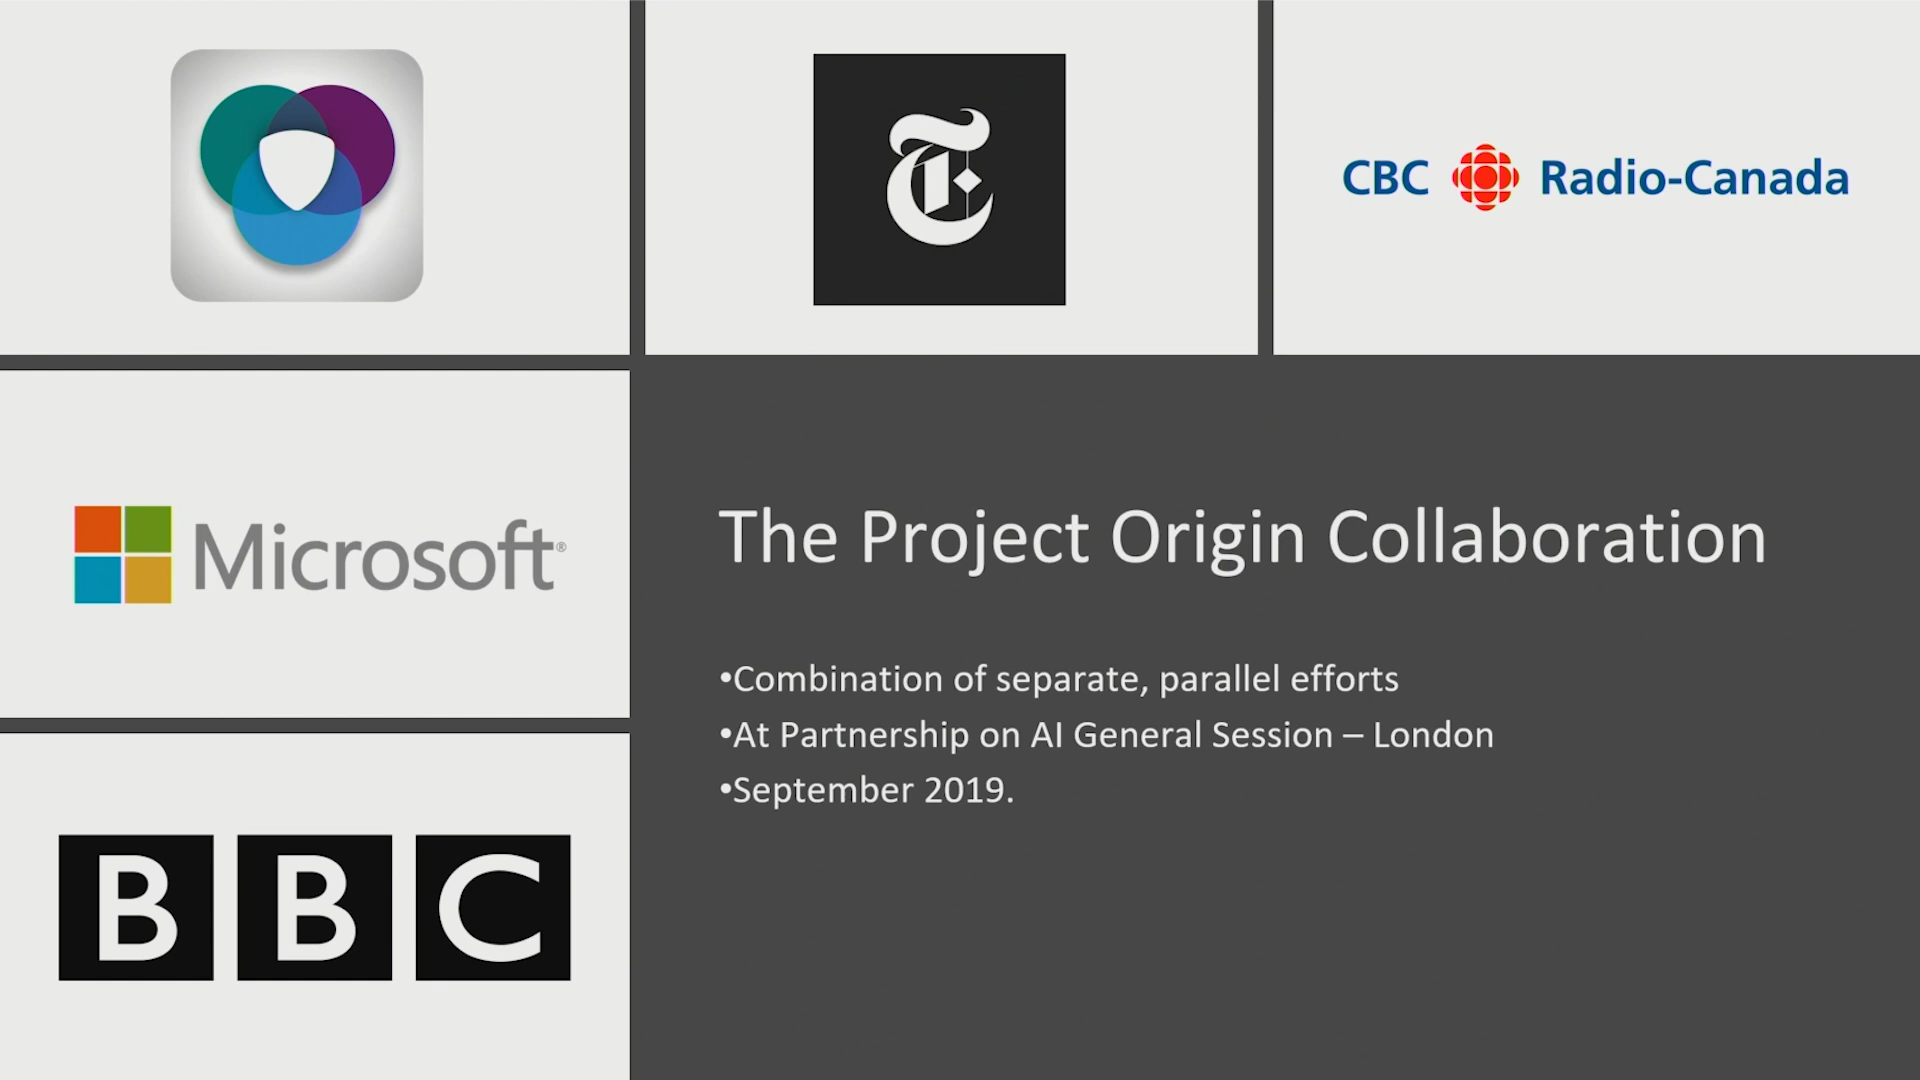 T
CBC Radio-Canada
Microsoft®
The Project Origin Collaboration
•Combination of separate, parallel efforts
•At Partnership on AI General Session – London
•September 2019.
BBC